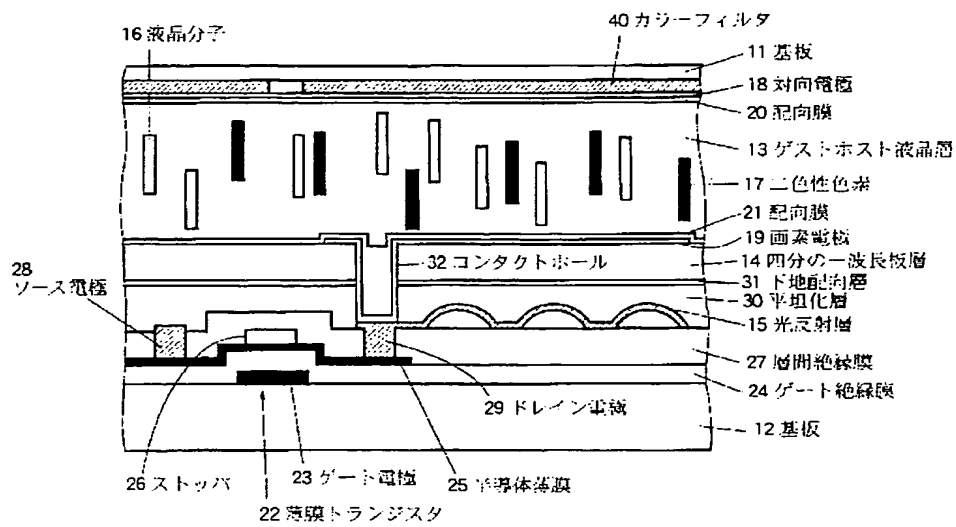 40 カラーフィルタ
16 液晶分子
11 基板
18 対向電極
20 配向膜
13 ゲストホスト液晶層
17 二色性色素
21 配向膜
19 画素電極
14 四分の一波長板層
31 下地配向層
30 平坦化層
15 光反射層
32 コンタクトホール
28
ソース電極
27 層間絶縁膜
24 ゲート絶縁膜
29 ドレイン電極
12 基板
23 ゲート電極
26 ストッパ
25 半導体薄膜
22 薄膜トランジスタ